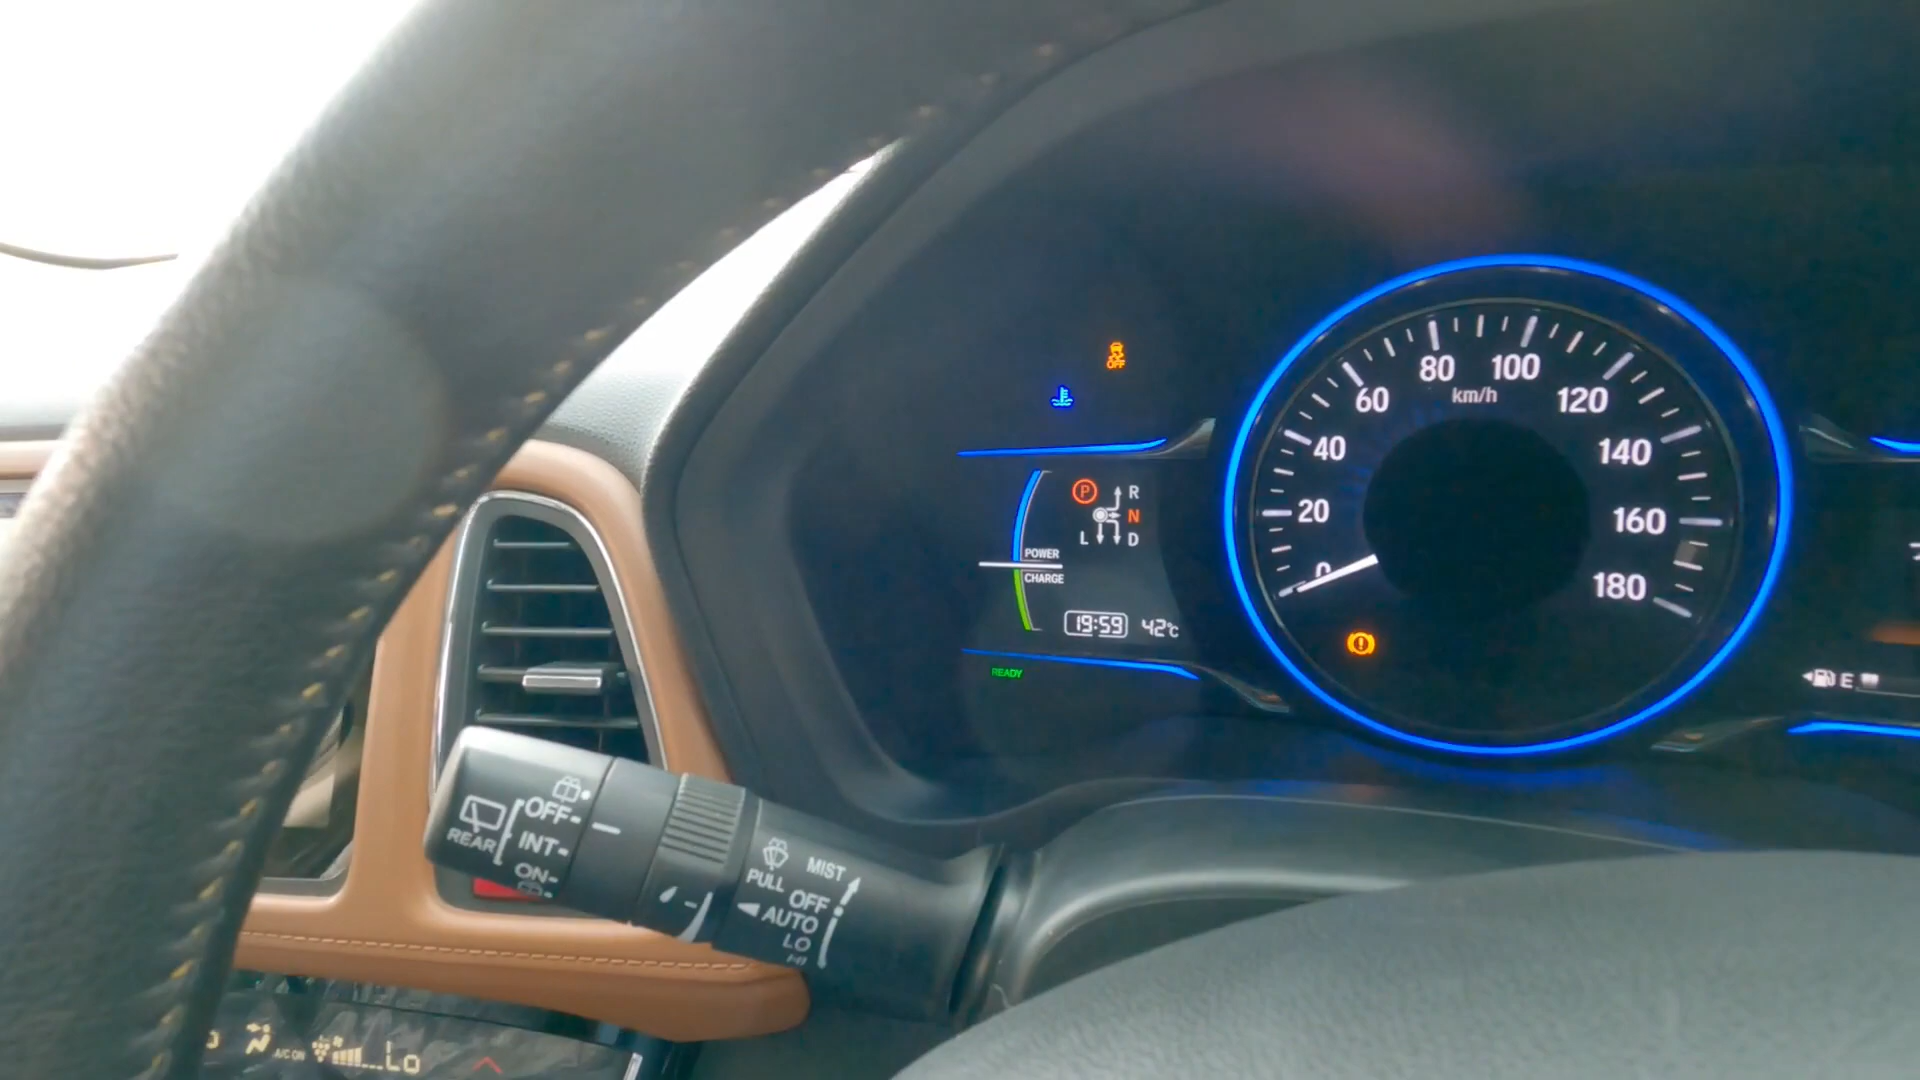 OFF
80 100
km/h
60 120
40 140
20 160
0 180
P R
N
L D
POWER
CHARGE
19:59 42°C
READY
E
OFF
REAR
INT
ON
MIST
PULL
OFF
AUTO
LO
HI
A/C ON
Lo